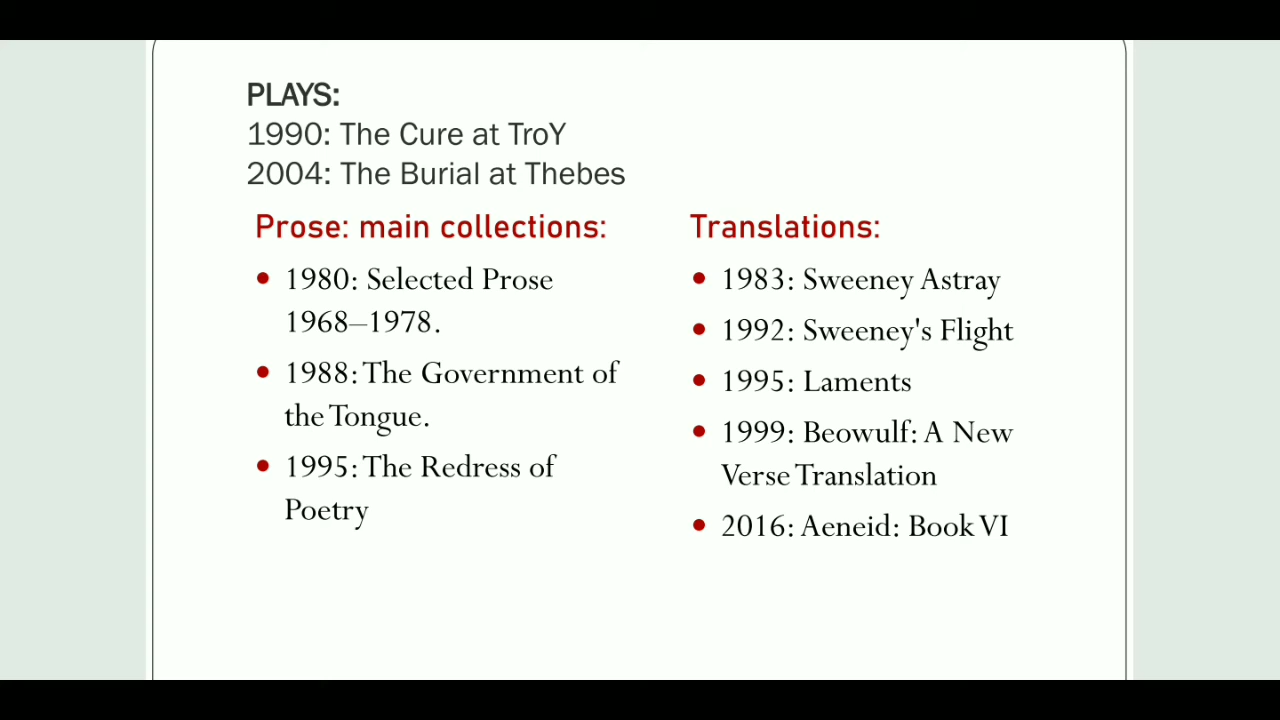 PLAYS:
1990: The Cure at TroY
2004: The Burial at Thebes
Prose: main collections:
• 1980: Selected Prose
1968–1978.
• 1988: The Government of
the Tongue.
• 1995: The Redress of
Poetry
Translations:
• 1983: Sweeney Astray
• 1992: Sweeney's Flight
• 1995: Laments
• 1999: Beowulf: A New
Verse Translation
• 2016: Aeneid: Book VI